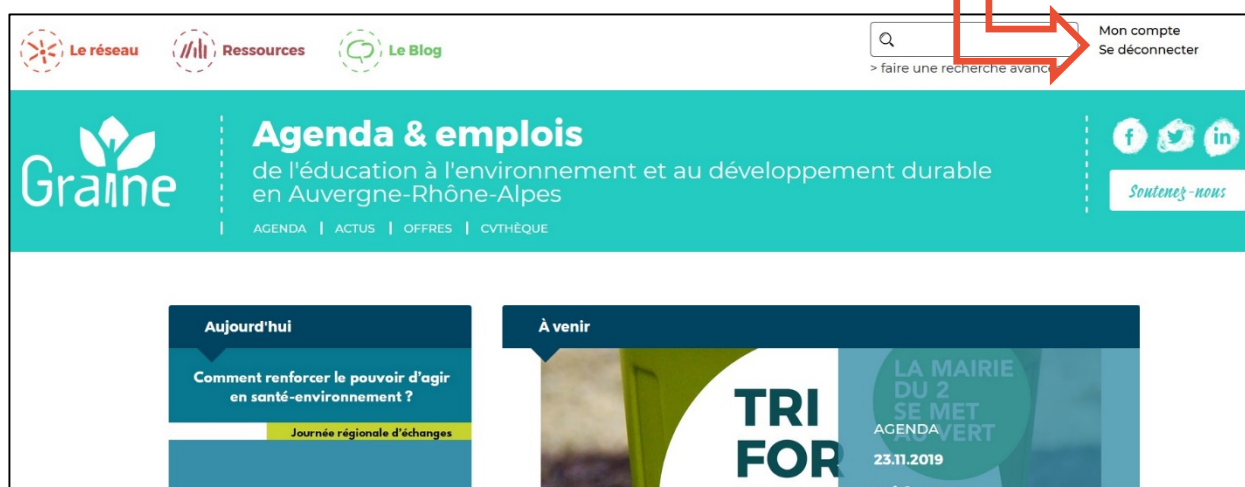 Le réseau
Ressources
Le Blog
> faire une recherche avancée
Mon compte
Se déconnecter
Graine
Agenda & emplois
de l'éducation à l'environnement et au développement durable
en Auvergne-Rhône-Alpes
AGENDA | ACTUS | OFFRES | CVTHÈQUE
f
in
Soutenez-nous
Aujourd'hui
Comment renforcer le pouvoir d'agir
en santé-environnement ?
Journée régionale d'échanges
À venir
TRI
FOR
LA MAIRIE
DU 2
SE MET
AU VERT
AGENDA
23.11.2019